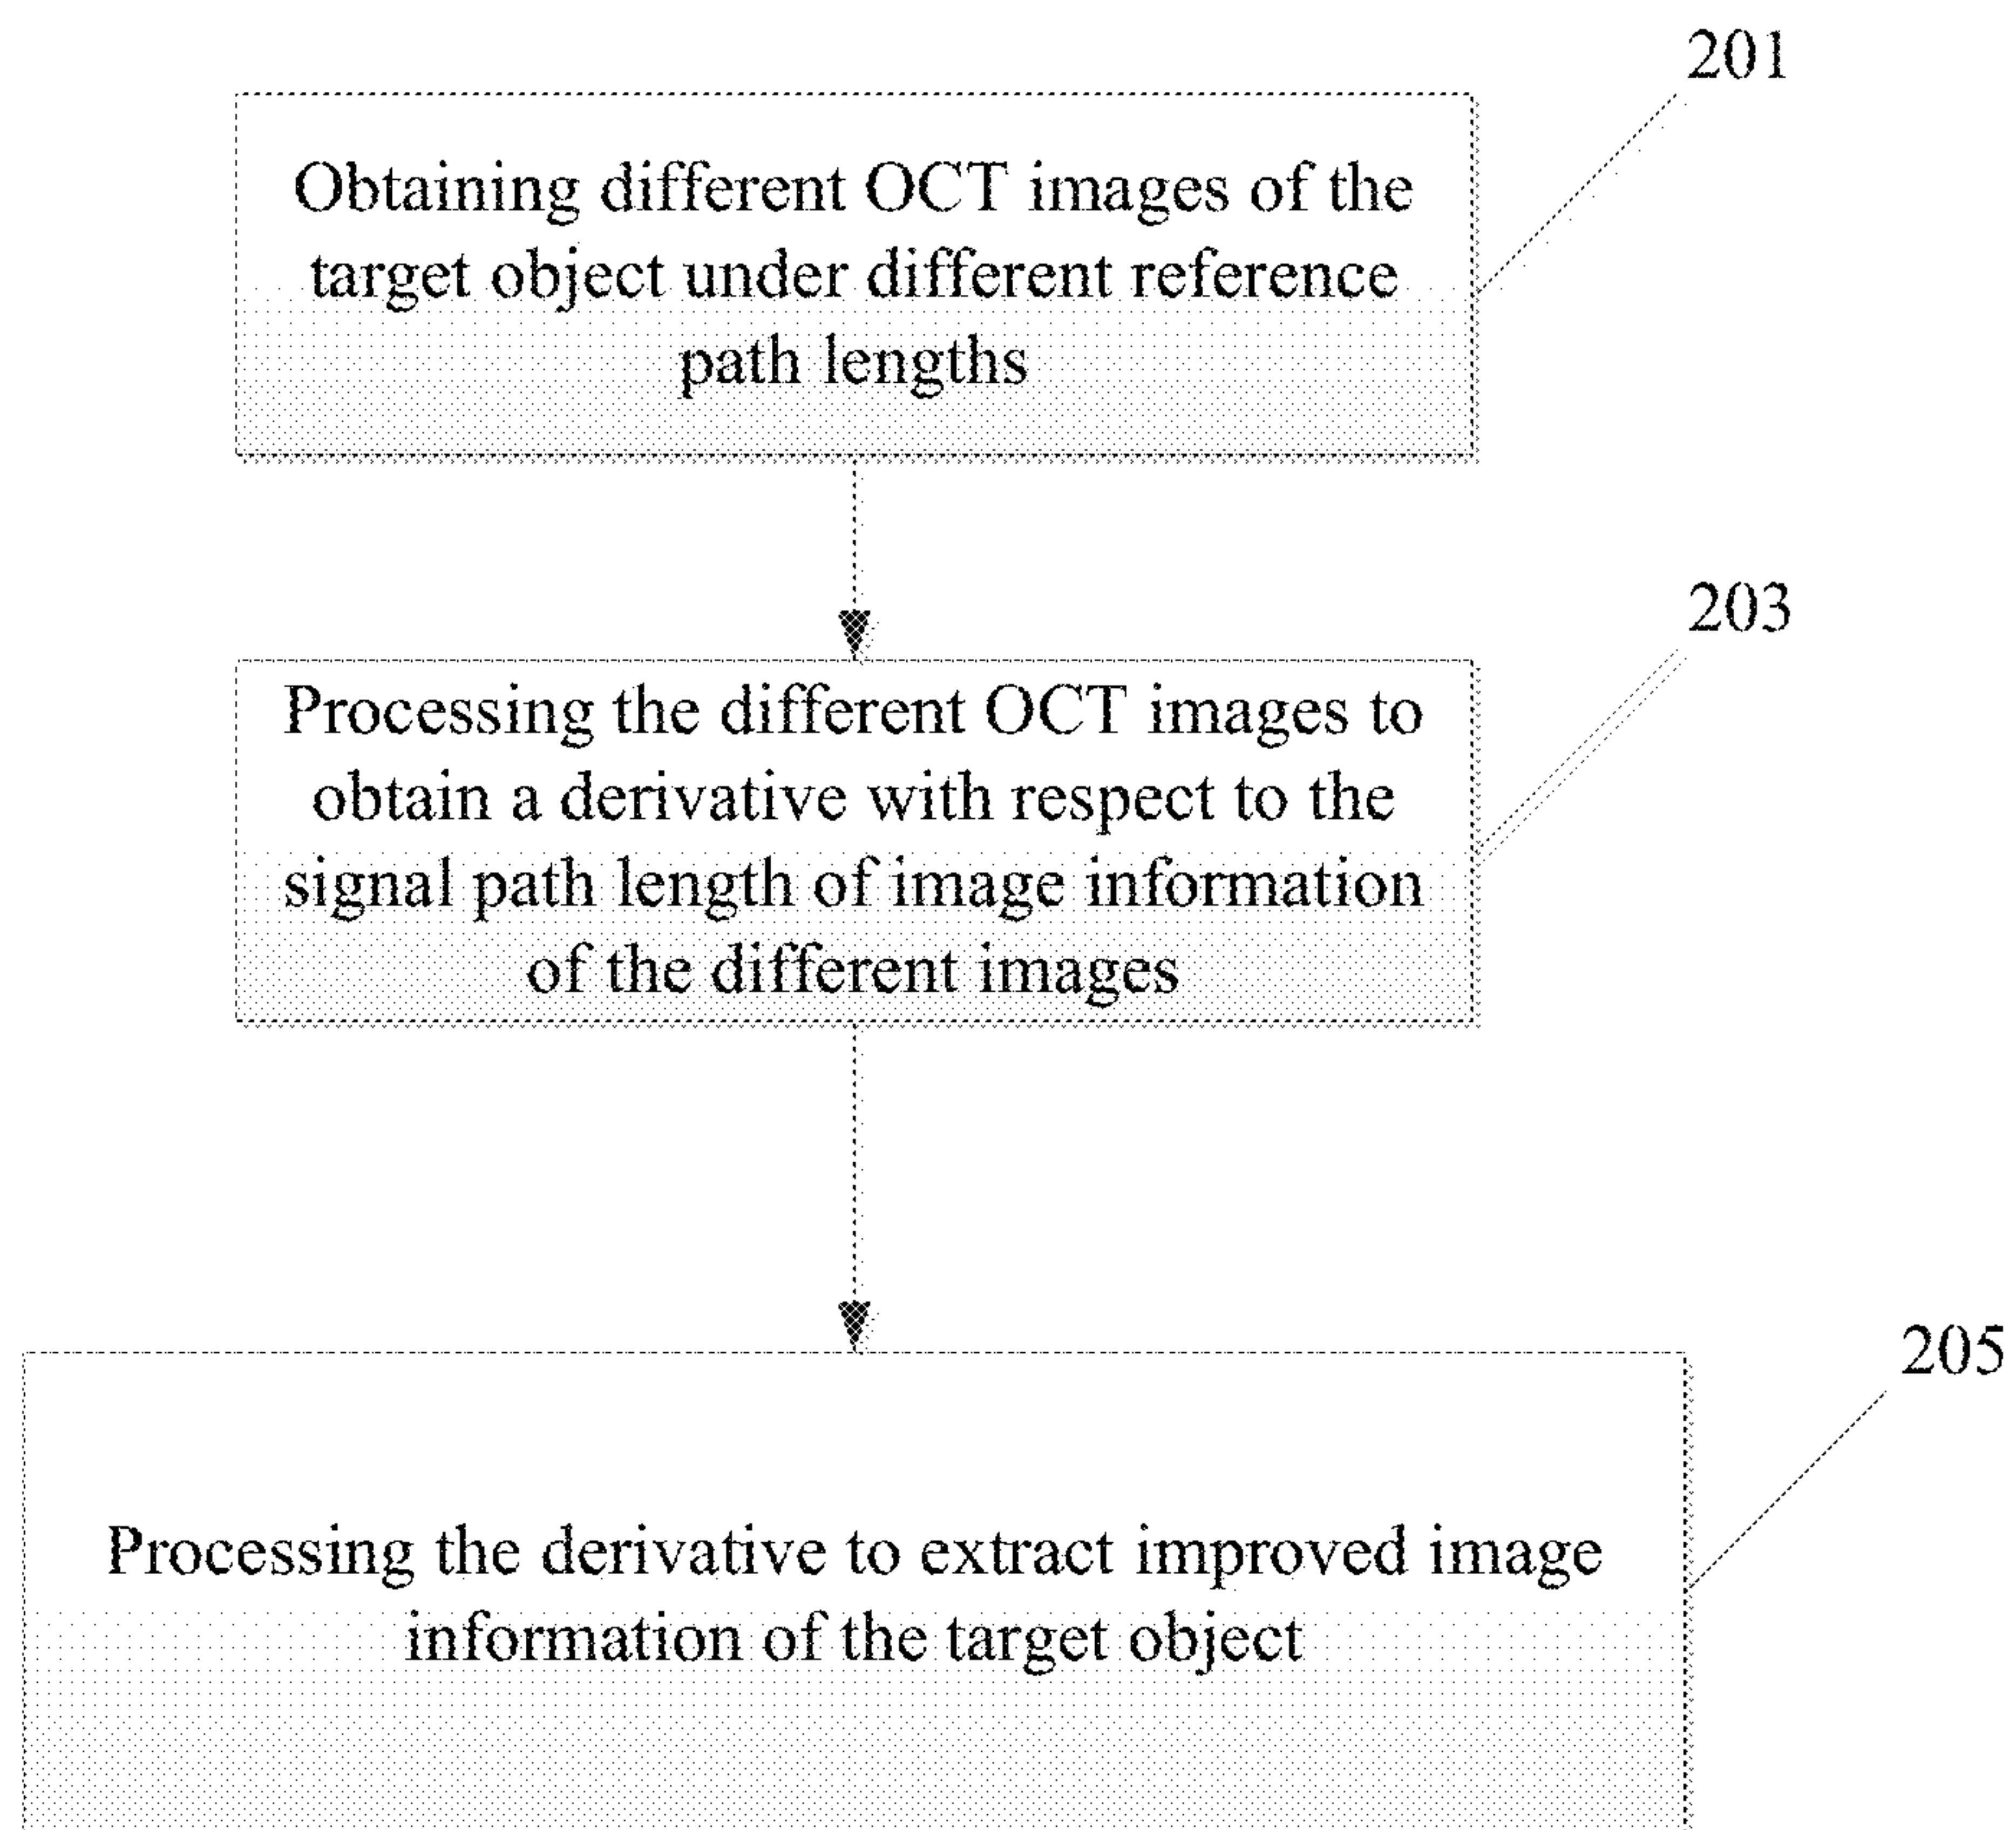 201
Obtaining different OCT images of the
target object under different reference
path lengths
203
Processing the different OCT images to
obtain a derivative with respect to the
signal path length of image information
of the different images
205
Processing the derivative to extract improved image
information of the target object